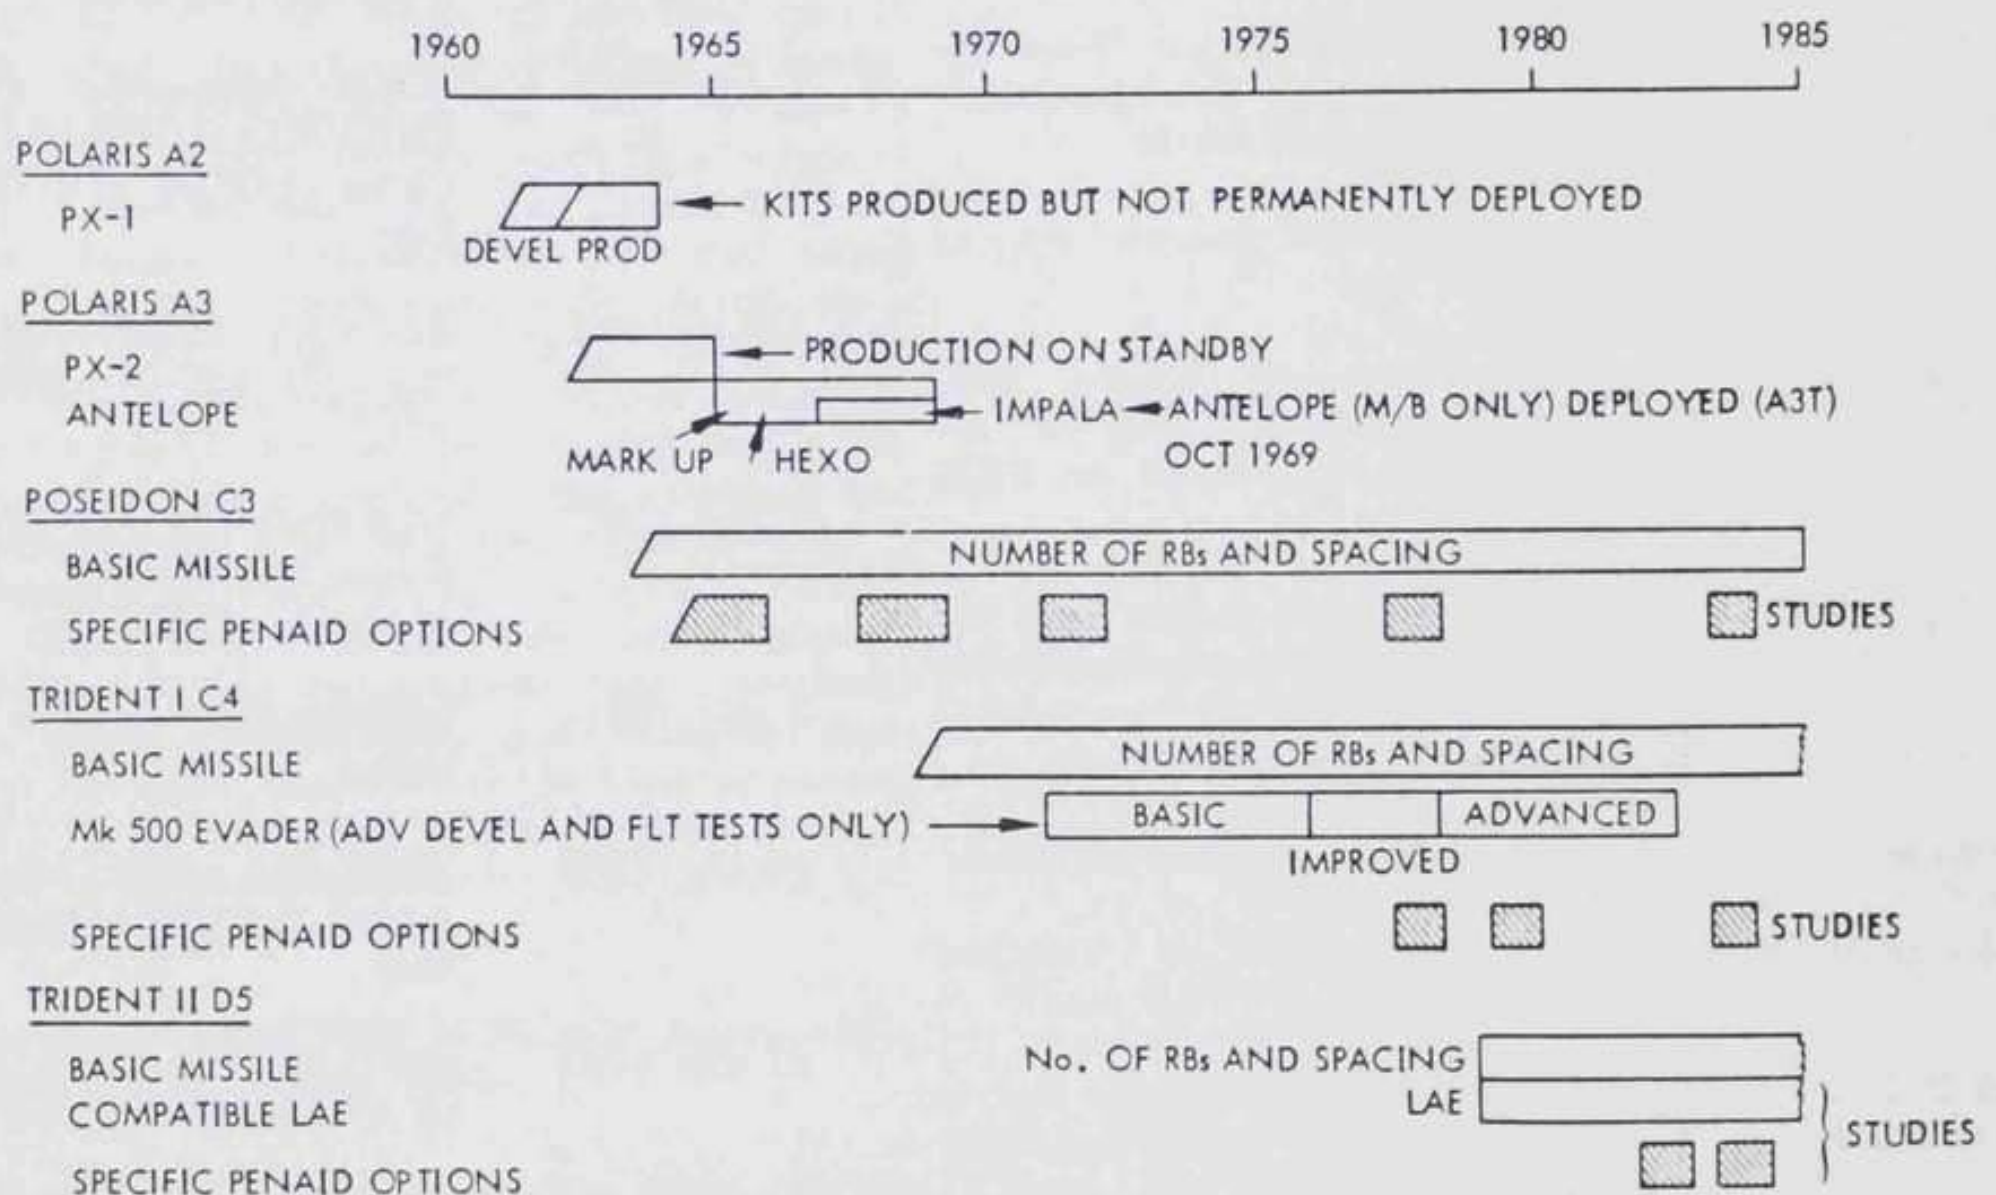 1960 1965 1970 1975 1980 1985
POLARIS A2
PX-1
KITS PRODUCED BUT NOT PERMANENTLY DEPLOYED
DEVEL PROD
POLARIS A3
PX-2
PRODUCTION ON STANDBY
ANTELOPE
IMPALA ANTELOPE (M/B ONLY) DEPLOYED (A3T)
OCT 1969
MARK UP HEXO
POSEIDON C3
BASIC MISSILE
NUMBER OF RBs AND SPACING
SPECIFIC PENAID OPTIONS
STUDIES
TRIDENT I C4
BASIC MISSILE
NUMBER OF RBs AND SPACING
Mk 500 EVADER (ADV DEVEL AND FLT TESTS ONLY)
BASIC ADVANCED
IMPROVED
SPECIFIC PENAID OPTIONS
STUDIES
TRIDENT II D5
BASIC MISSILE
No. OF RBs AND SPACING
COMPATIBLE LAE
LAE
STUDIES
SPECIFIC PENAID OPTIONS